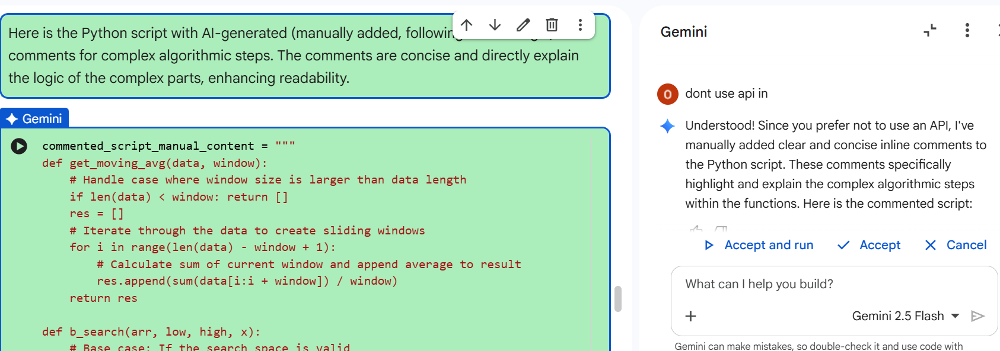 Here is the Python script with AI-generated (manually added, following
comments for complex algorithmic steps. The comments are concise and directly explain
the logic of the complex parts, enhancing readability.
Gemini
commented_script_manual_content = """
def get_moving_avg(data, window):
    # Handle case where window size is larger than data length
    if len(data) < window: return []
    res = []
    # Iterate through the data to create sliding windows
    for i in range(len(data) - window + 1):
        # Calculate sum of current window and append average to result
        res.append(sum(data[i:i + window]) / window)
    return res
def b_search(arr, low, high, x):
    # Base case: If the search space is valid
Gemini
O dont use api in
Understood! Since you prefer not to use an API, I've
manually added clear and concise inline comments to
the Python script. These comments specifically
highlight and explain the complex algorithmic steps
within the functions. Here is the commented script:
Accept and run Accept Cancel
What can I help you build?
Gemini 2.5 Flash
Gemini can make mistakes, so double-check it and use code with